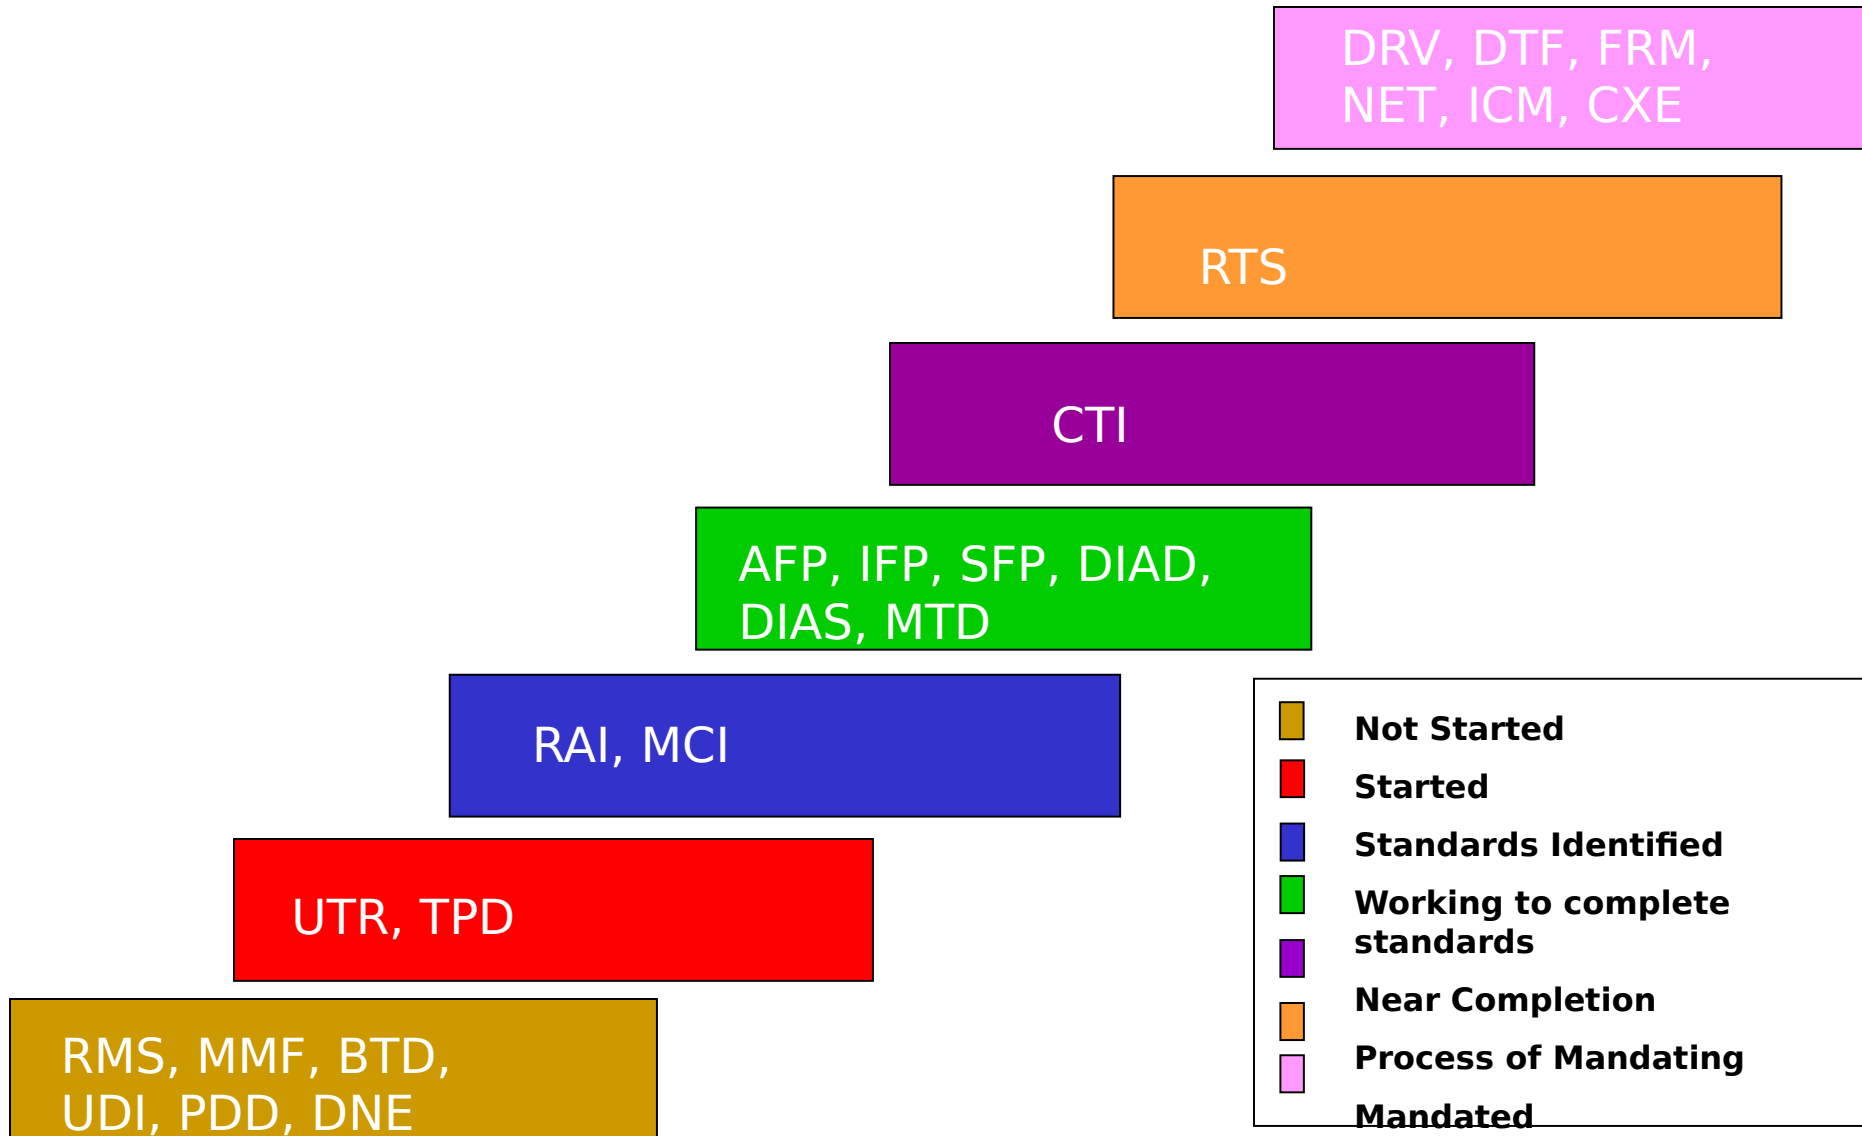 DRV, DTF, FRM,
NET, ICM, CXE
RTS
CTI
AFP, IFP, SFP, DIAD,
DIAS, MTD
RAI, MCI
UTR, TPD
RMS, MMF, BTD,
UDI, PDD, DNE
Not Started
Started
Standards Identified
Working to complete
standards
Near Completion
Process of Mandating
Mandated